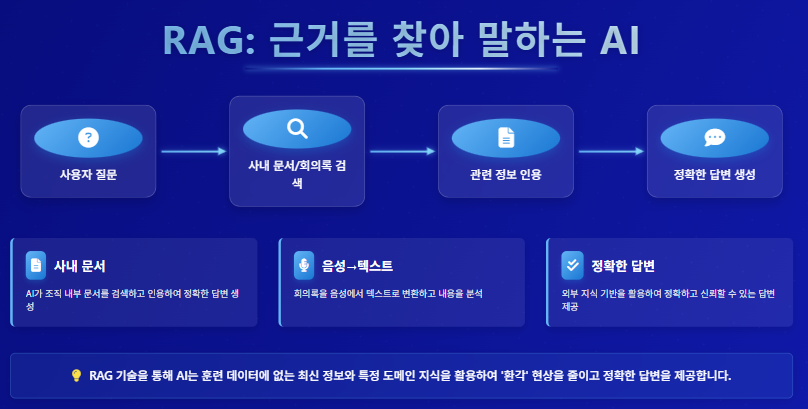 RAG: 근거를 찾아 말하는 AI
사용자 질문
사내 문서/회의록 검
색
관련 정보 인용
정확한 답변 생성
사내 문서
AI가 조직 내부 문서를 검색하고 인용하여 정확한 답변 생
성
음성→텍스트
회의록을 음성에서 텍스트로 변환하고 내용을 분석
정확한 답변
외부 지식 기반을 활용하여 정확하고 신뢰할 수 있는 답변
제공
💡 RAG 기술을 통해 AI는 훈련 데이터에 없는 최신 정보와 특정 도메인 지식을 활용하여 '환각' 현상을 줄이고 정확한 답변을 제공합니다.